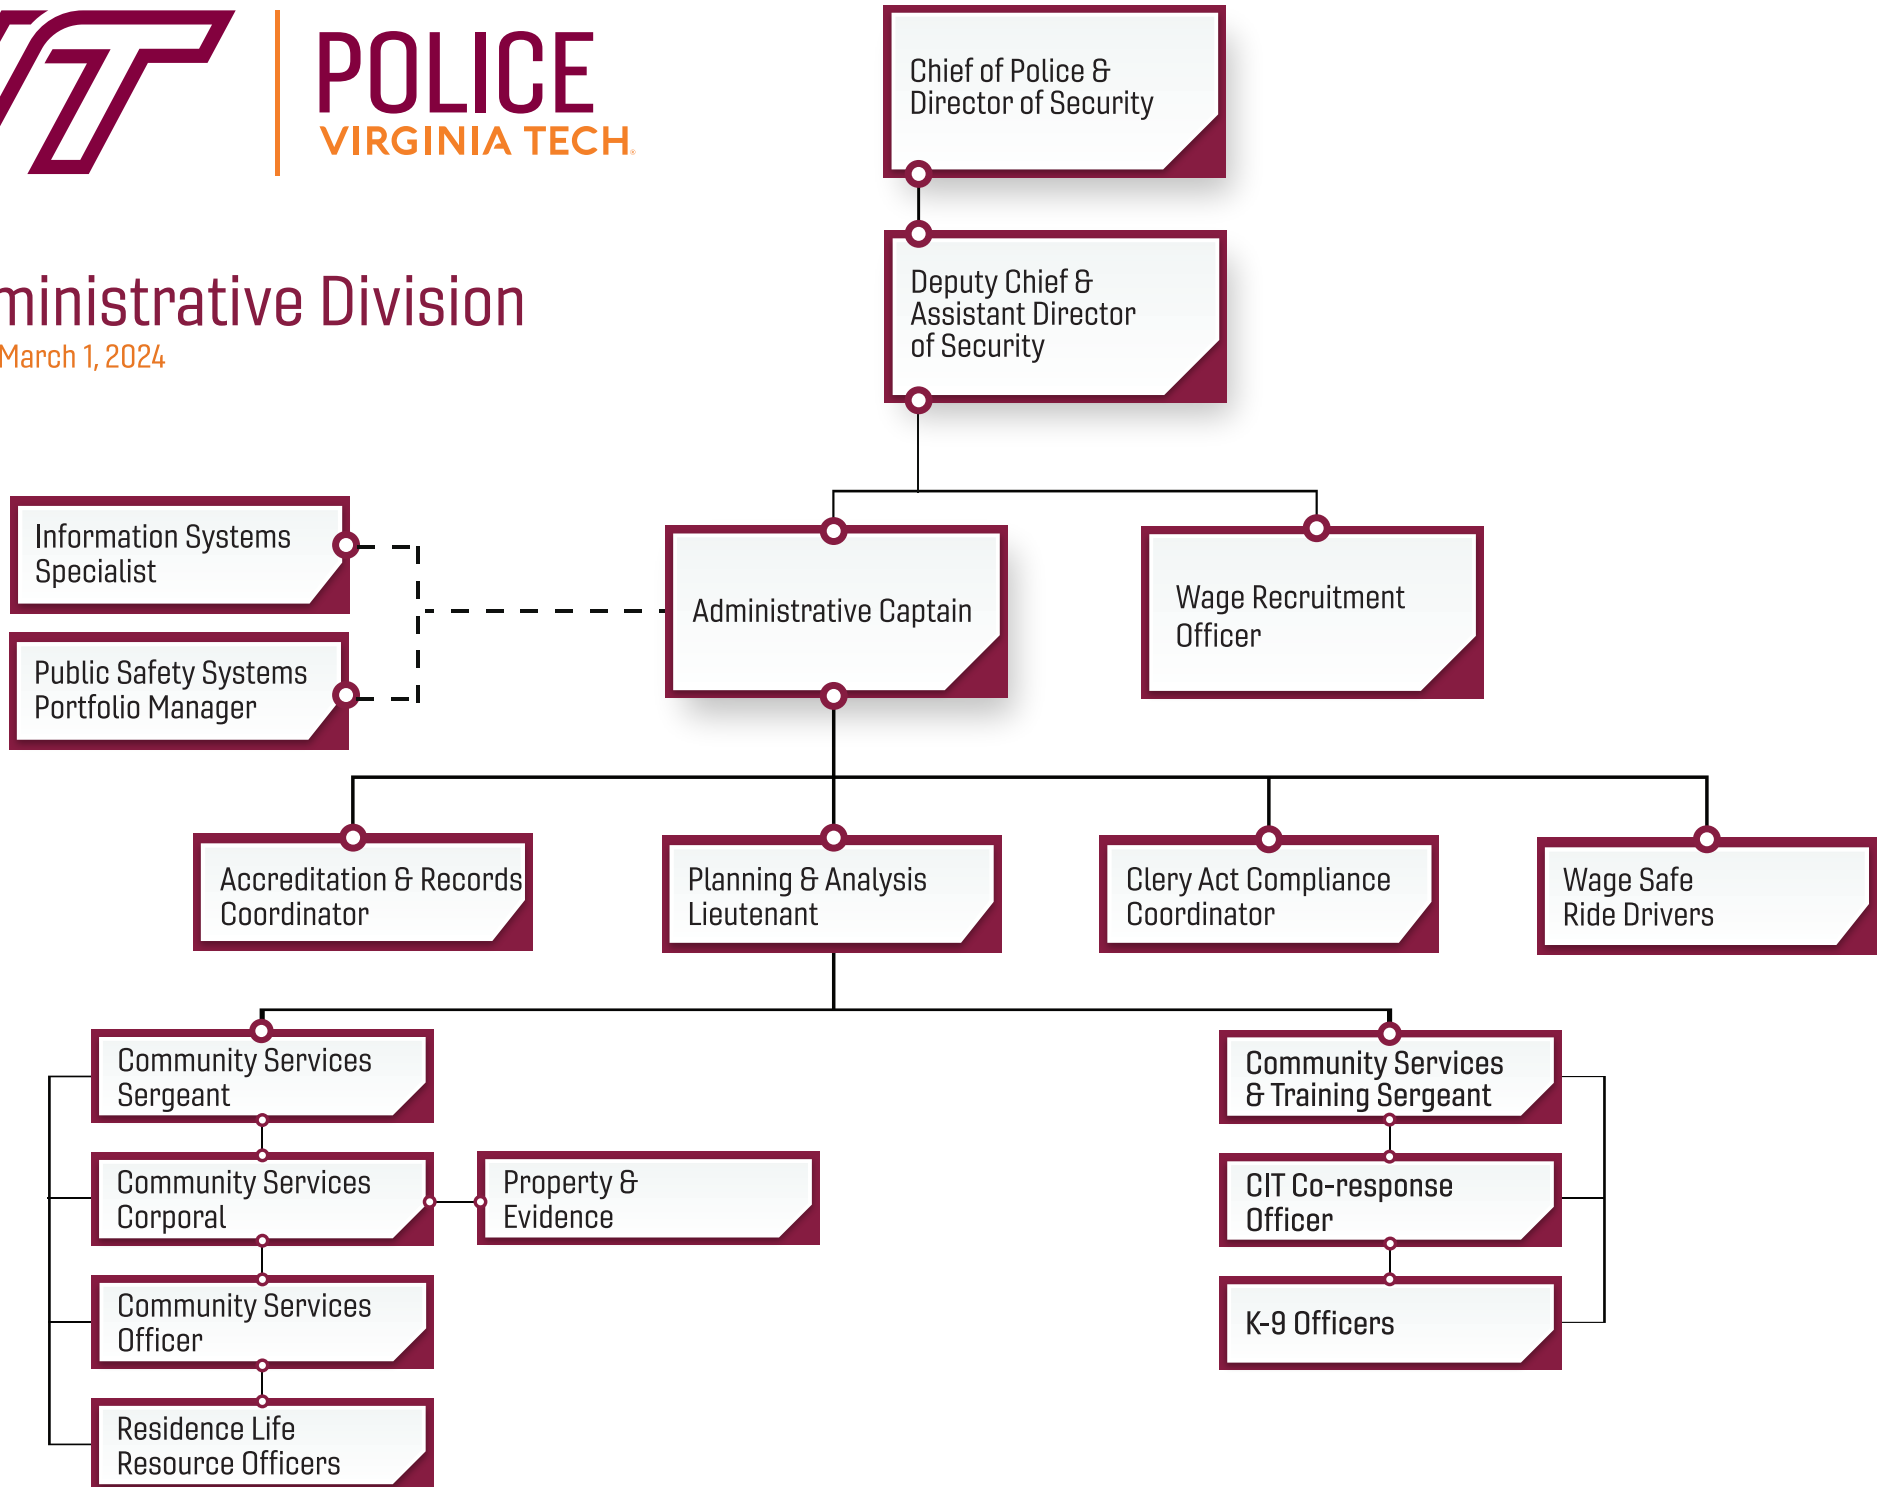 VT
POLICE
VIRGINIA TECH.
ministrative Division
March 1, 2024
Chief of Police &
Director of Security
Deputy Chief &
Assistant Director
of Security
Information Systems
Specialist
Public Safety Systems
Portfolio Manager
Administrative Captain
Wage Recruitment
Officer
Accreditation & Records
Coordinator
Planning & Analysis
Lieutenant
Clery Act Compliance
Coordinator
Wage Safe
Ride Drivers
Community Services
Sergeant
Community Services
Corporal
Property &
Evidence
Community Services
Officer
Residence Life
Resource Officers
Community Services
& Training Sergeant
CIT Co-response
Officer
K-9 Officers